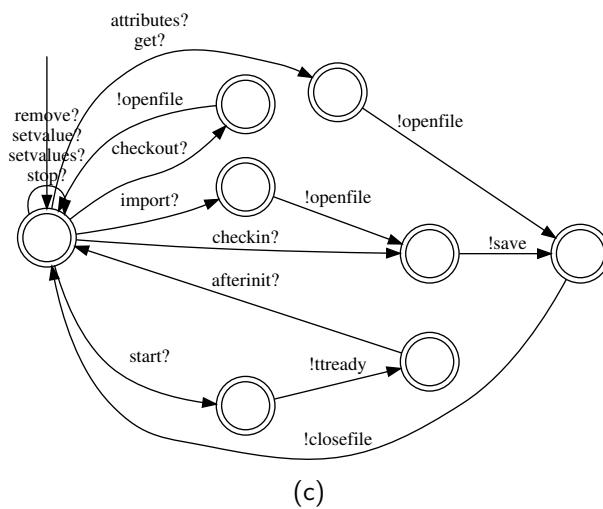 attributes?
get?
!openfile
!openfile
remove?
setvalue?
setvalues?
stop?
checkout?
import?
!openfile
checkin?
!save
afterinit?
start?
!ttready
!closefile
(c)